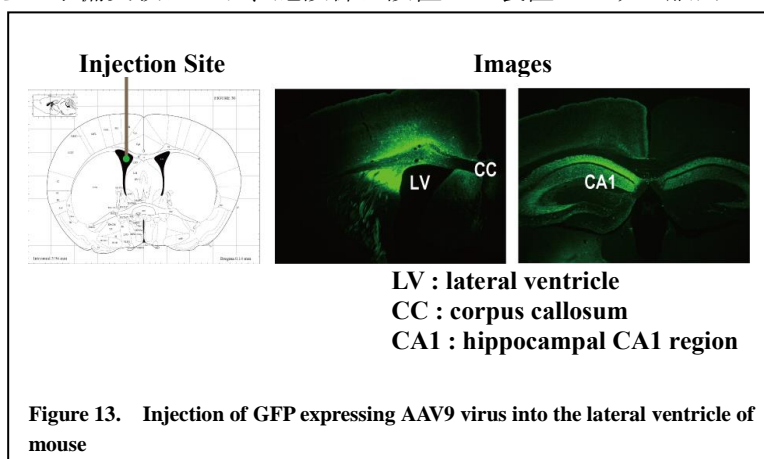 Injection Site
Images
LV
CC
CA1
LV : lateral ventricle
CC : corpus callosum
CA1 : hippocampal CA1 region
Figure 13. Injection of GFP expressing AAV9 virus into the lateral ventricle of
mouse